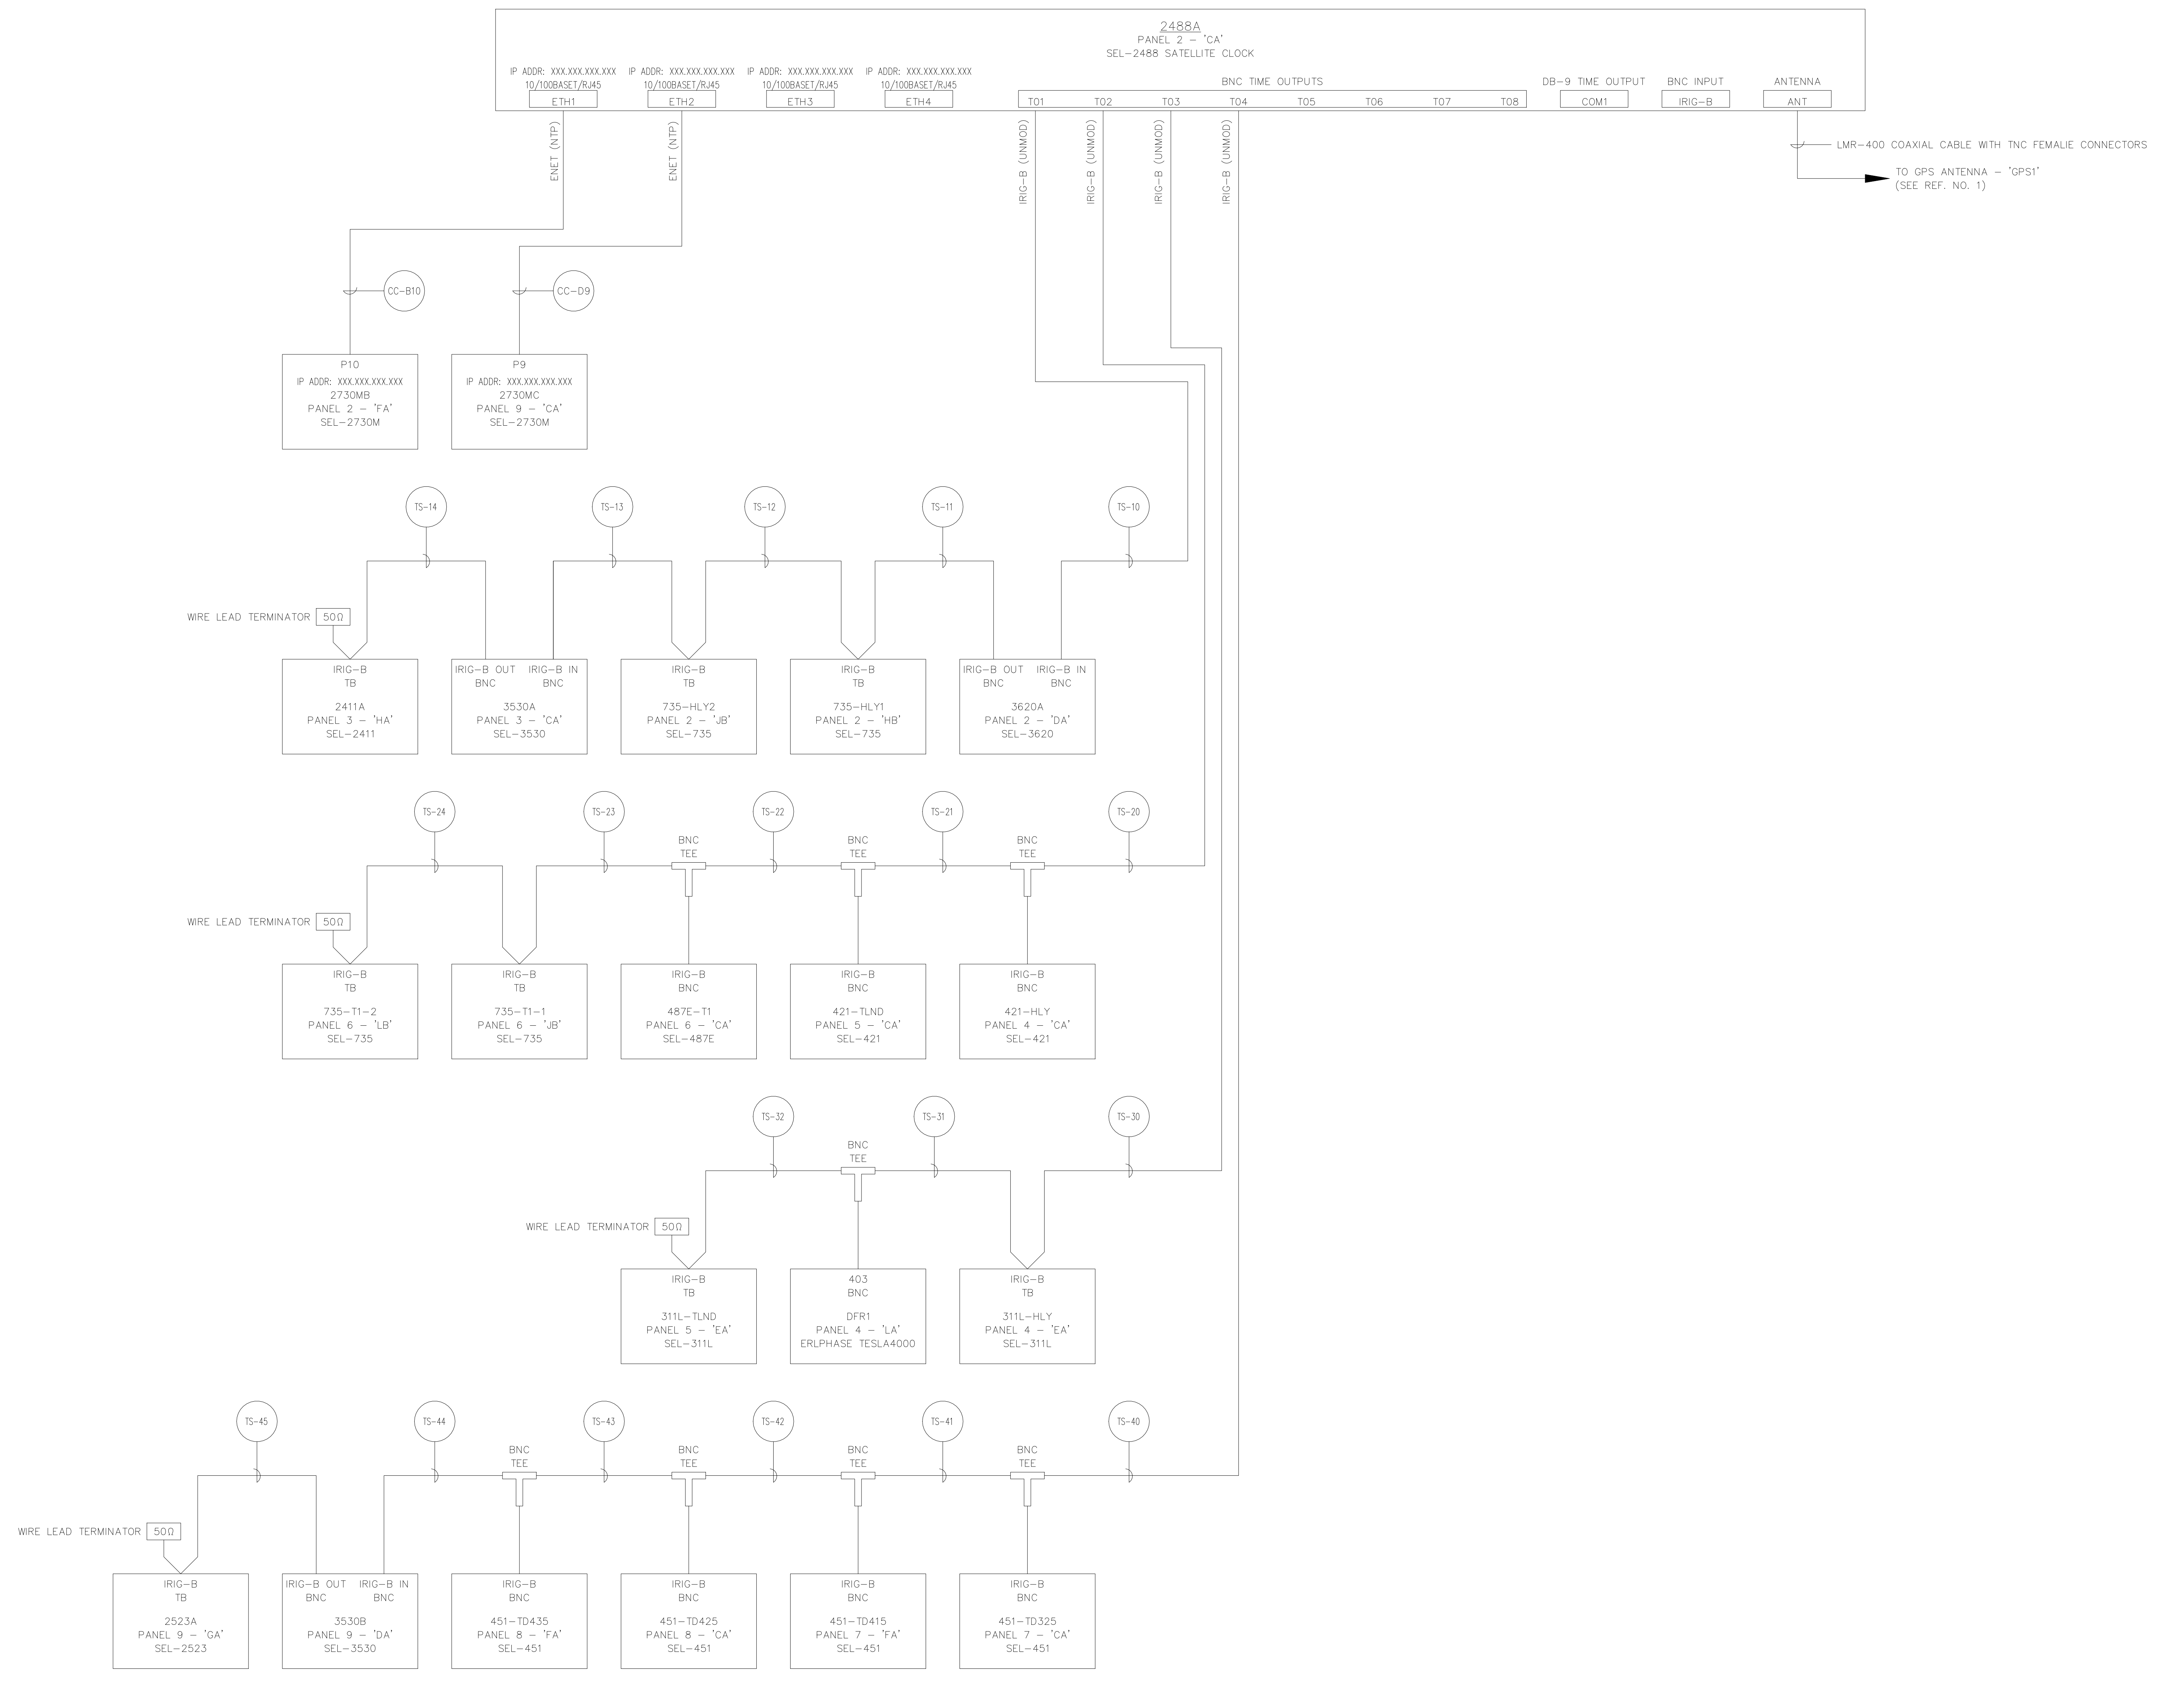 2488A
PANEL 2 - 'CA'
SEL-2488 SATELLITE CLOCK
IP ADDR: XXX.XXX.XXX.XXX IP ADDR: XXX.XXX.XXX.XXX IP ADDR: XXX.XXX.XXX.XXX IP ADDR: XXX.XXX.XXX.XXX
10/100BASET/RJ45 10/100BASET/RJ45 10/100BASET/RJ45 10/100BASET/RJ45 BNC TIME OUTPUTS DB-9 TIME OUTPUT BNC INPUT ANTENNA
ETH1 ETH2 ETH3 ETH4 TO1 TO2 TO3 TO4 TO5 TO6 TO7 TO8 COM1 IRIG-B ANT
ENET (NTP)
ENET (NTP)
IRIG-B (UNMOD)
IRIG-B (UNMOD)
IRIG-B (UNMOD)
IRIG-B (UNMOD)
LMR-400 COAXIAL CABLE WITH TNC FEMALIE CONNECTORS
TO GPS ANTENNA - 'GPS1'
(SEE REF. NO. 1)
CC-B10 CC-D9
P10
IP ADDR: XXX.XXX.XXX.XXX
2730MB
PANEL 2 - 'FA'
SEL-2730M
P9
IP ADDR: XXX.XXX.XXX.XXX
2730MC
PANEL 9 - 'CA'
SEL-2730M
TS-14 TS-13 TS-12 TS-11 TS-10
WIRE LEAD TERMINATOR 50Ω
IRIG-B
TB
2411A
PANEL 3 - 'HA'
SEL-2411
IRIG-B OUT IRIG-B IN
BNC BNC
3530A
PANEL 3 - 'CA'
SEL-3530
IRIG-B
TB
735-HLY2
PANEL 2 - 'JB'
SEL-735
IRIG-B
TB
735-HLY1
PANEL 2 - 'HB'
SEL-735
IRIG-B OUT IRIG-B IN
BNC BNC
3620A
PANEL 2 - 'DA'
SEL-3620
TS-24 TS-23 TS-22 TS-21 TS-20
BNC BNC BNC
TEE TEE TEE
WIRE LEAD TERMINATOR 50Ω
IRIG-B
TB
735-T1-2
PANEL 6 - 'LB'
SEL-735
IRIG-B
TB
735-T1-1
PANEL 6 - 'JB'
SEL-735
IRIG-B
BNC
487E-T1
PANEL 6 - 'CA'
SEL-487E
IRIG-B
BNC
421-TLND
PANEL 5 - 'CA'
SEL-421
IRIG-B
BNC
421-HLY
PANEL 4 - 'CA'
SEL-421
TS-32 TS-31 TS-30
BNC
TEE
WIRE LEAD TERMINATOR 50Ω
IRIG-B
TB
311L-TLND
PANEL 5 - 'EA'
SEL-311L
403
BNC
DFR1
PANEL 4 - 'LA'
ERLPHASE TESLA4000
IRIG-B
TB
311L-HLY
PANEL 4 - 'EA'
SEL-311L
TS-45 TS-44 TS-43 TS-42 TS-41 TS-40
BNC BNC BNC BNC
TEE TEE TEE TEE
WIRE LEAD TERMINATOR 50Ω
IRIG-B
TB
2523A
PANEL 9 - 'GA'
SEL-2523
IRIG-B OUT IRIG-B IN
BNC BNC
3530B
PANEL 9 - 'DA'
SEL-3530
IRIG-B
BNC
451-TD435
PANEL 8 - 'FA'
SEL-451
IRIG-B
BNC
451-TD425
PANEL 8 - 'CA'
SEL-451
IRIG-B
BNC
451-TD415
PANEL 7 - 'FA'
SEL-451
IRIG-B
BNC
451-TD325
PANEL 7 - 'CA'
SEL-451